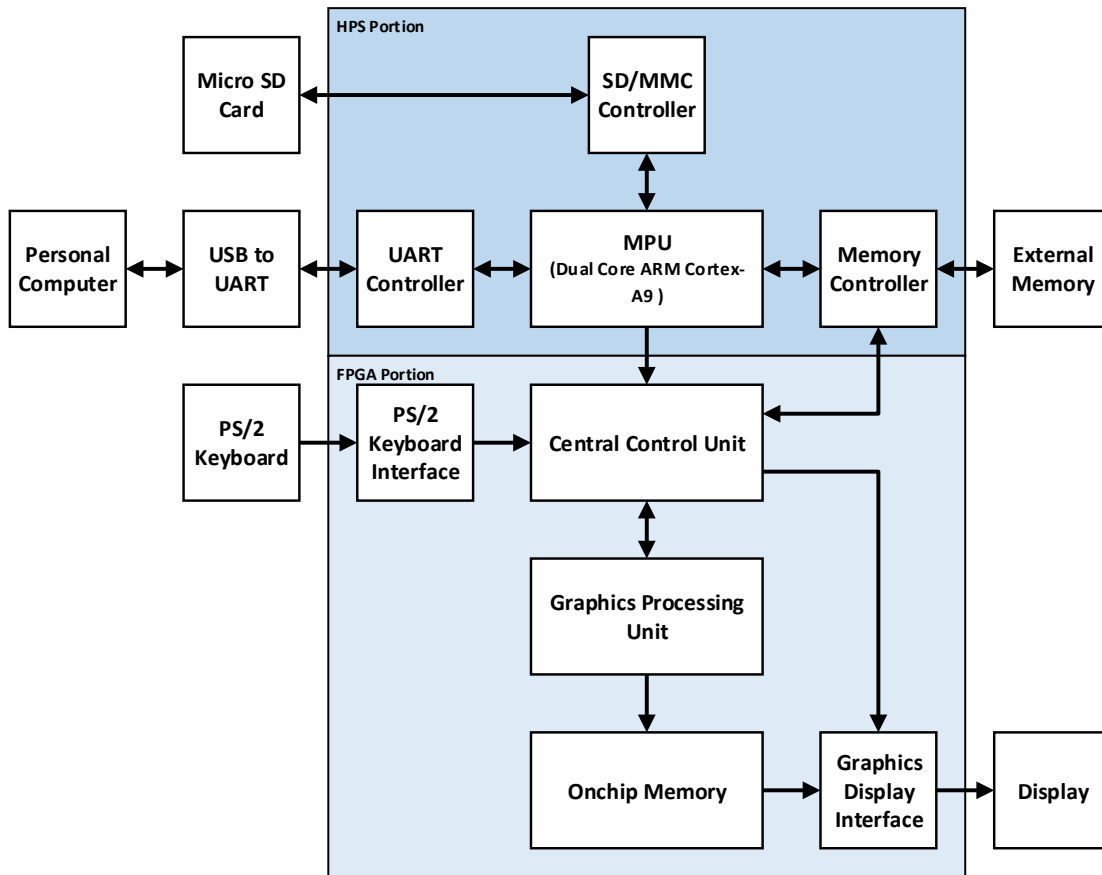 HPS Portion
Micro SD
Card
SD/MMC
Controller
Personal
Computer
USB to
UART
UART
Controller
MPU
(Dual Core ARM Cortex-
A9 )
Memory
Controller
External
Memory
FPGA Portion
PS/2
Keyboard
PS/2
Keyboard
Interface
Central Control Unit
Graphics Processing
Unit
Onchip Memory
Graphics
Display
Interface
Display